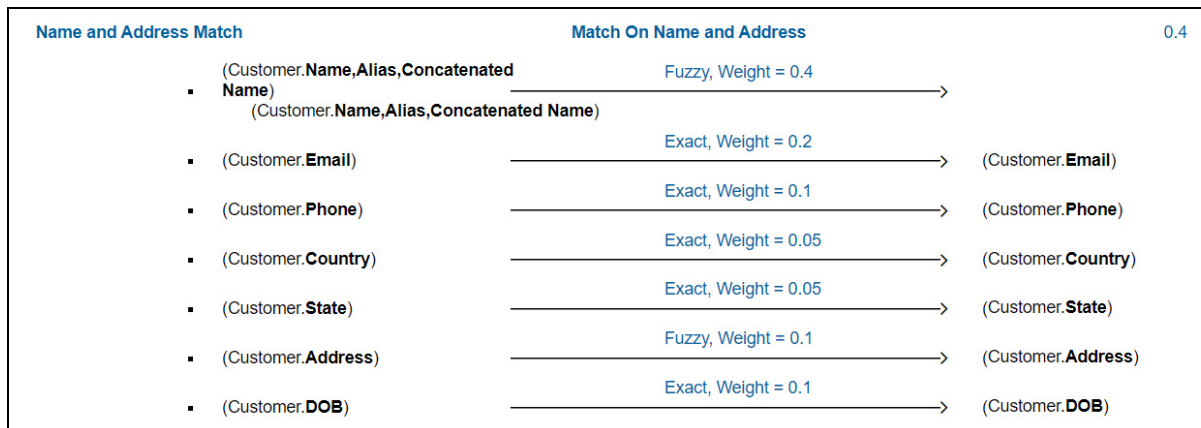 Name and Address Match Match On Name and Address 0.4
(Customer.Name,Alias,Concatenated Fuzzy, Weight = 0.4
Name)
(Customer.Name,Alias,Concatenated Name)
Exact, Weight = 0.2
(Customer.Email) (Customer.Email)
Exact, Weight = 0.1
(Customer.Phone) (Customer.Phone)
Exact, Weight = 0.05
(Customer.Country) (Customer.Country)
Exact, Weight = 0.05
(Customer.State) (Customer.State)
Fuzzy, Weight = 0.1
(Customer.Address) (Customer.Address)
Exact, Weight = 0.1
(Customer.DOB) (Customer.DOB)